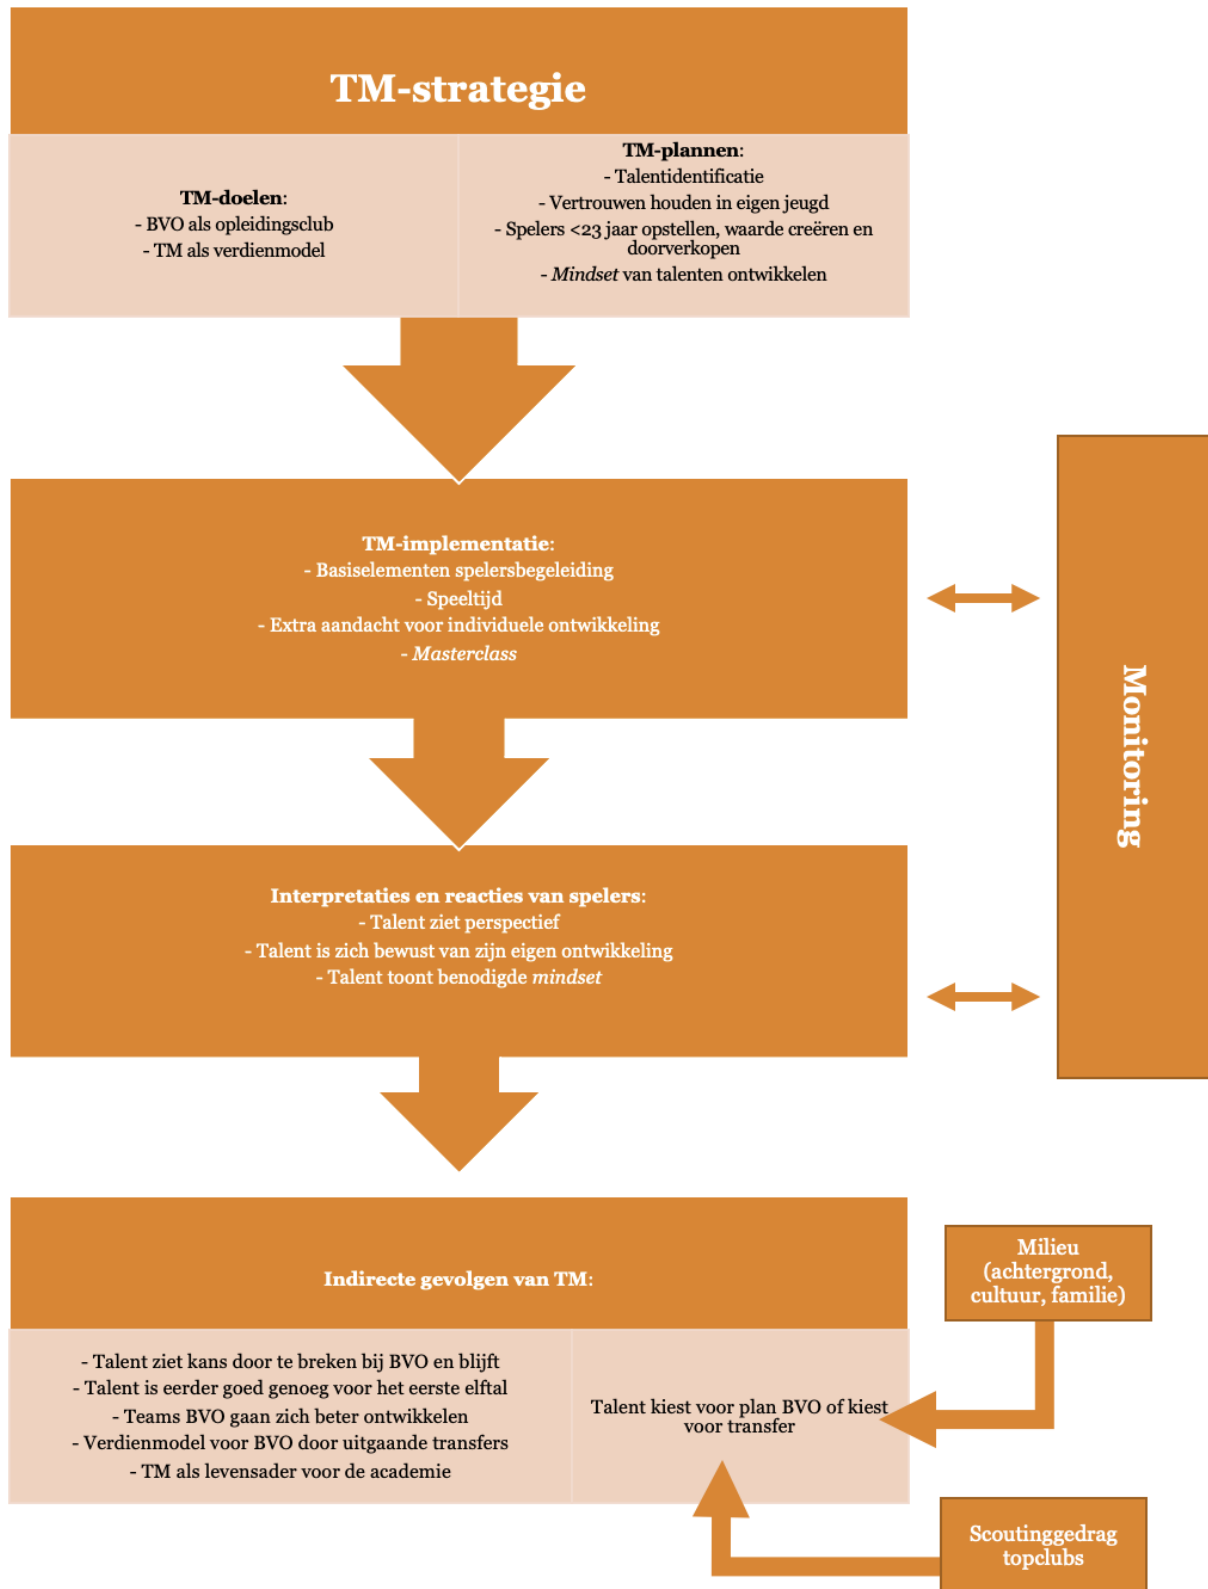 TM-strategie
TM-doelen:
- BVO als opleidingsclub
- TM als verdienmodel
TM-plannen:
- Talentidentificatie
- Vertrouwen houden in eigen jeugd
- Spelers <23 jaar opstellen, waarde creëren en
doorverkopen
- Mindset van talenten ontwikkelen
TM-implementatie:
- Basiselementen spelersbegeleiding
- Speeltijd
- Extra aandacht voor individuele ontwikkeling
- Masterclass
Monitoring
Interpretaties en reacties van spelers:
- Talent ziet perspectief
- Talent is zich bewust van zijn eigen ontwikkeling
- Talent toont benodigde mindset
Indirecte gevolgen van TM:
- Talent ziet kans door te breken bij BVO en blijft
- Talent is eerder goed genoeg voor het eerste elftal
- Teams BVO gaan zich beter ontwikkelen
- Verdienmodel voor BVO door uitgaande transfers
- TM als levensader voor de academie
Talent kiest voor plan BVO of kiest
voor transfer
Milieu
(achtergrond,
cultuur, familie)
Scoutinggedrag
topclubs